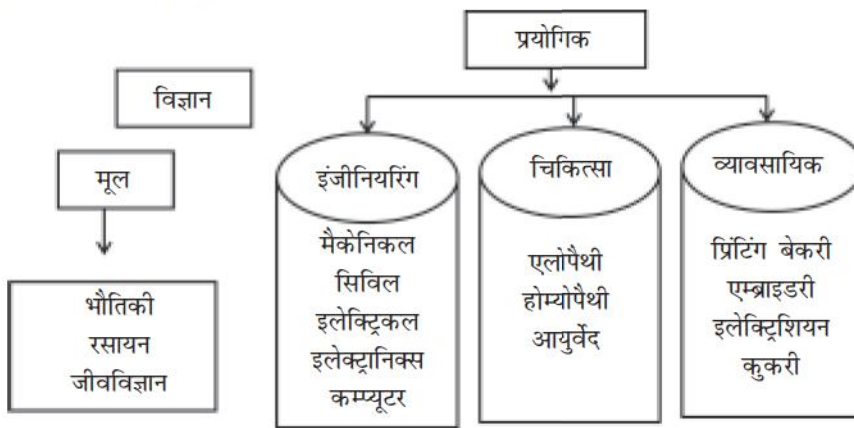 प्रयोगिक
विज्ञान
मूल
भौतिकी
रसायन
जीवविज्ञान
इंजीनियरिंग
मैकेनिकल
सिविल
इलेक्ट्रिकल
इलेक्ट्रानिक्स
कम्प्यूटर
चिकित्सा
एलोपैथी
होम्योपैथी
आयुर्वेद
व्यावसायिक
प्रिंटिंग बेकरी
एम्ब्राइडरी
इलेक्ट्रिशियन
कुकरी